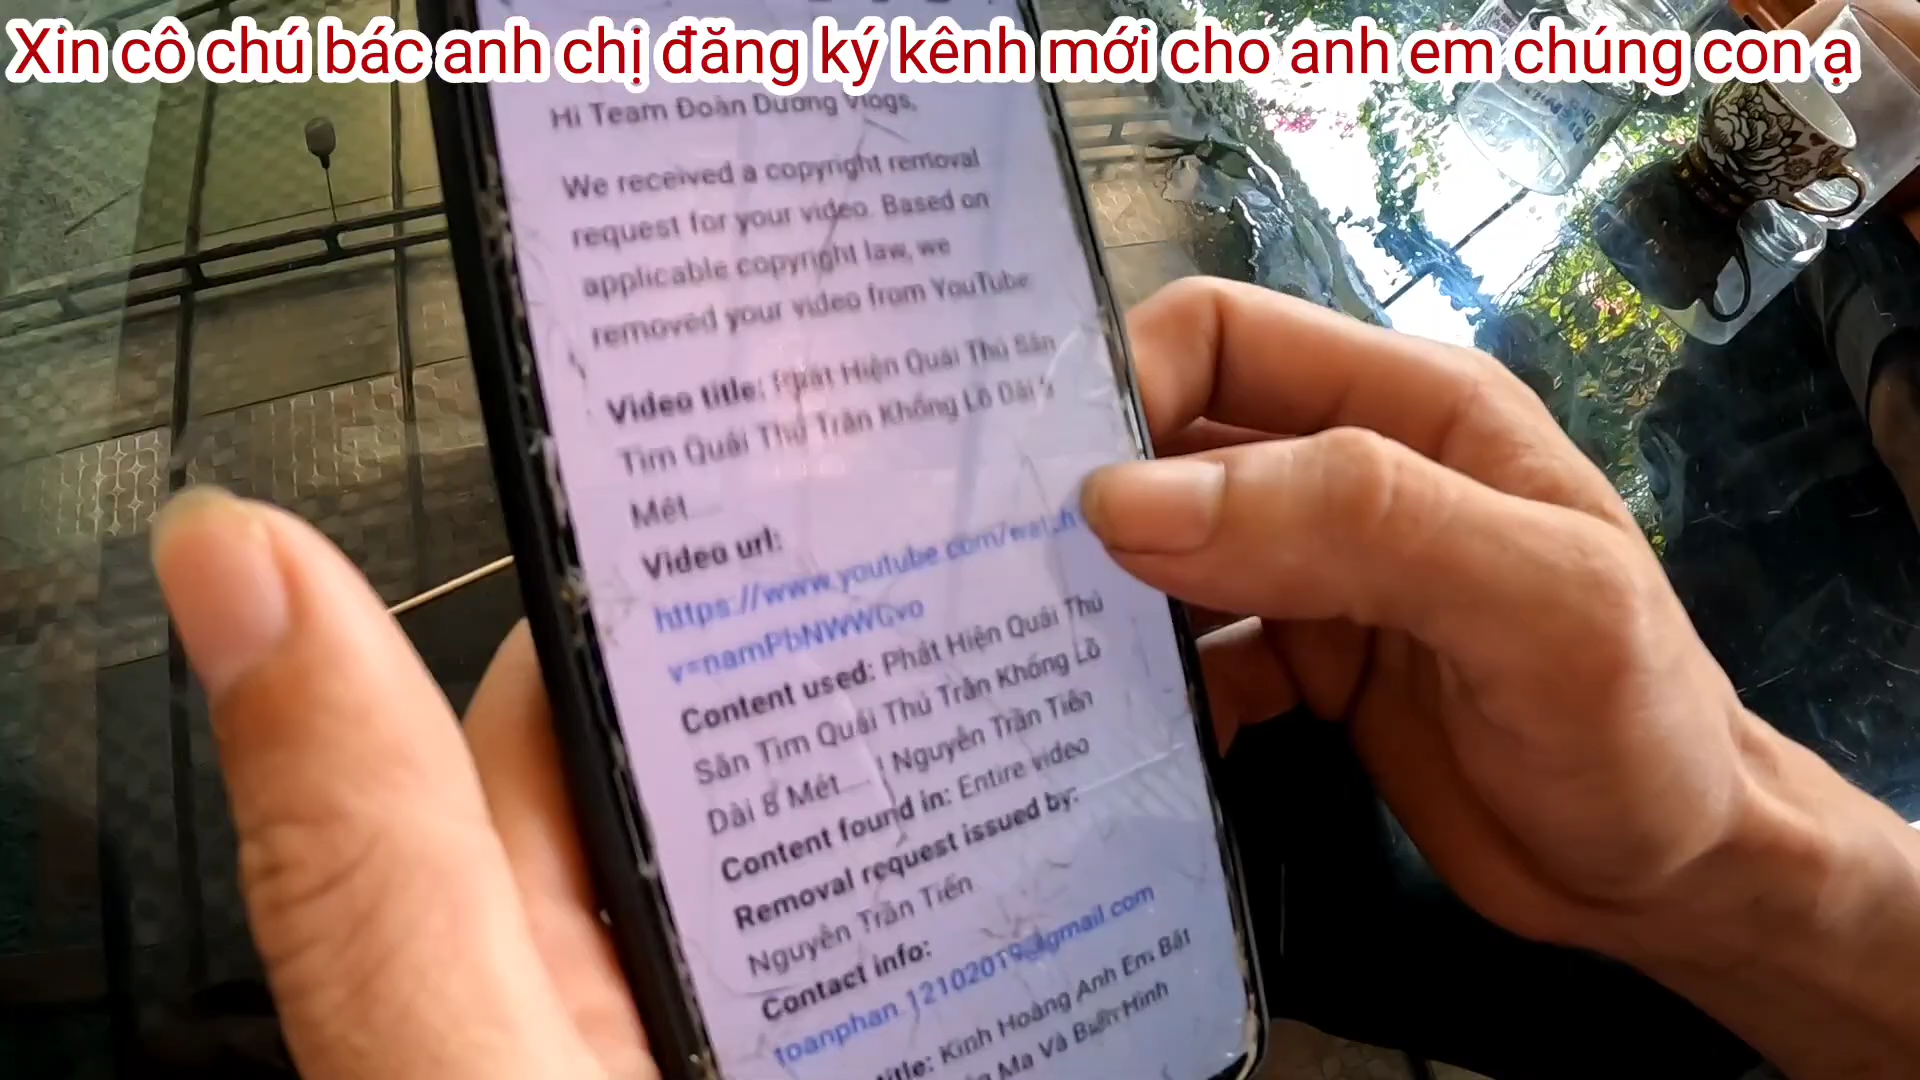 Xin cô chú bác anh chị đăng ký kênh mới cho anh em chúng con ạ
Hi Team Đoàn Dương Vlogs,
We received a copyright removal
request for your video. Based on
applicable copyright law, we
removed your video from YouTube:
Video title: Phát Hiện Quái Thú Săn
Tìm Quái Thú Trăn Khổng Lồ Dài
Mét....
Video url:
https://www.youtube.com/watch
v=namPbNWWGvo
Content used: Phát Hiện Quái Thú
Săn Tìm Quái Thú Trăn Khổng Lồ
Dài 8 Mét.... | Nguyễn Trần Tiến
Content found in: Entire video
Removal request issued by:
Nguyễn Trần Tiến
Contact info:
toanphan.12102019@gmail.com
title: Kinh Hoàng Anh Em Bất
Ma Và Hình